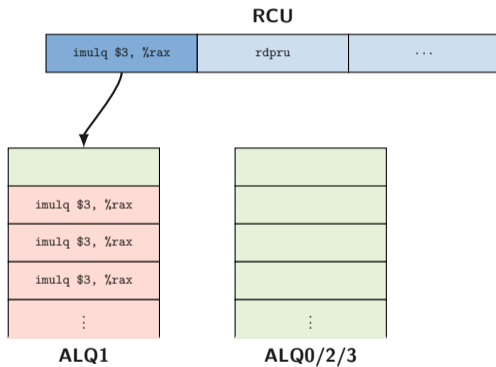 RCU
imulq $3, %rax rdpru ···
imulq $3, %rax
imulq $3, %rax
imulq $3, %rax
⋮ ⋮
ALQ1 ALQ0/2/3